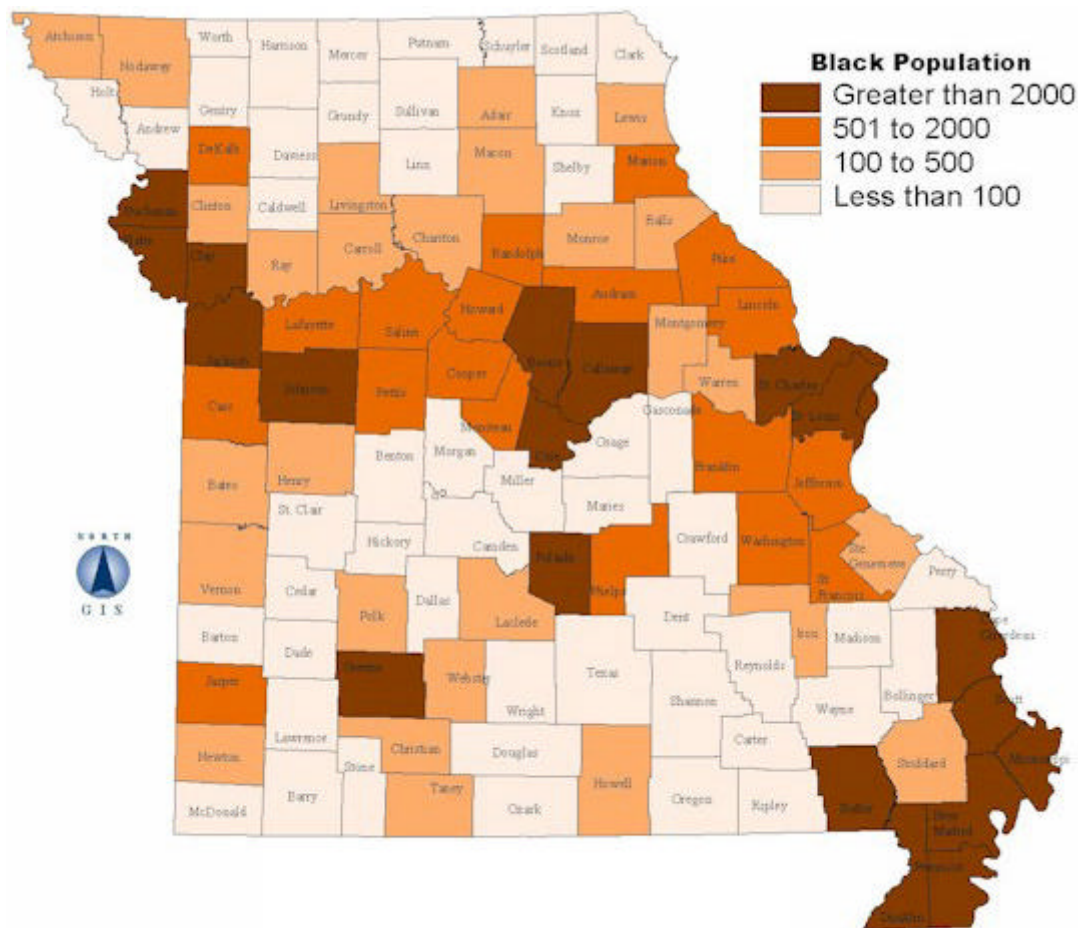 Black Population
Greater than 2000
501 to 2000
100 to 500
Less than 100
Atchison
Nodaway
Worth
Harrison
Mercer
Putnam
Schuyler
Scotland
Clark
Holt
Andrew
Gentry
Grundy
Sullivan
Adair
Knox
Lewis
DeKalb
Daviess
Linn
Macon
Shelby
Marion
Buchanan
Clinton
Caldwell
Livingston
Chariton
Monroe
Ralls
Platte
Clay
Ray
Carroll
Randolph
Pike
Audrain
Lafayette
Saline
Howard
Lincoln
Jackson
Johnson
Pettis
Cooper
Boone
Callaway
Montgomery
Warren
St. Charles
St. Louis
Cass
Moniteau
Cole
Gasconade
Osage
Franklin
Jefferson
Bates
Henry
Benton
Morgan
Miller
Maries
St. Clair
Hickory
Camden
Pulaski
Phelps
Crawford
Washington
Ste.
Genevieve
St
Francois
Perry
NORTH
GIS
Vernon
Cedar
Polk
Dallas
Laclede
Dent
Iron
Madison
Cape
Girardeau
Barton
Dade
Greene
Webster
Wright
Texas
Shannon
Reynolds
Wayne
Bollinger
Scott
Jasper
Lawrence
Christian
Douglas
Howell
Carter
Stoddard
Mississippi
Newton
Stone
Taney
Ozark
Oregon
Ripley
Butler
New
Madrid
McDonald
Barry
Pemiscot
Dunklin